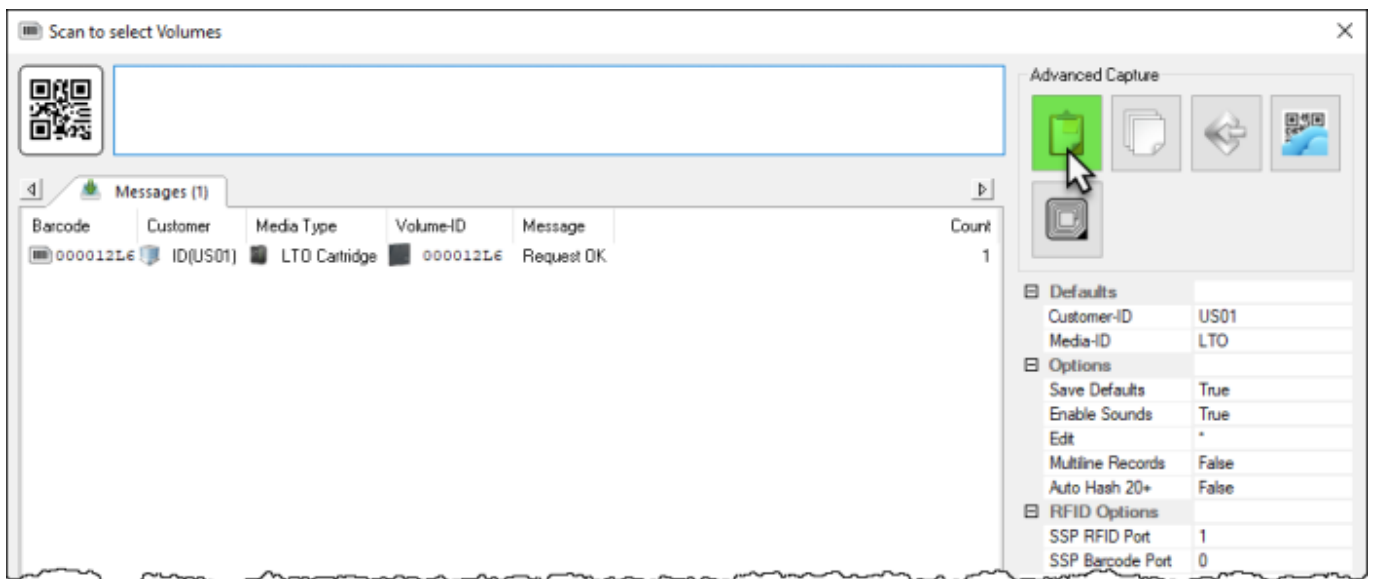 Scan to select Volumes
Advanced Capture
Messages (1)
Barcode Customer Media Type Volume-ID Message Count
000012L6 ID(US01) LTO Cartridge 000012L6 Request OK 1
Defaults
Customer-ID US01
Media-ID LTO
Options
Save Defaults True
Enable Sounds True
Edit *
Multiline Records False
Auto Hash 20+ False
RFID Options
SSP RFID Port 1
SSP Barcode Port 0